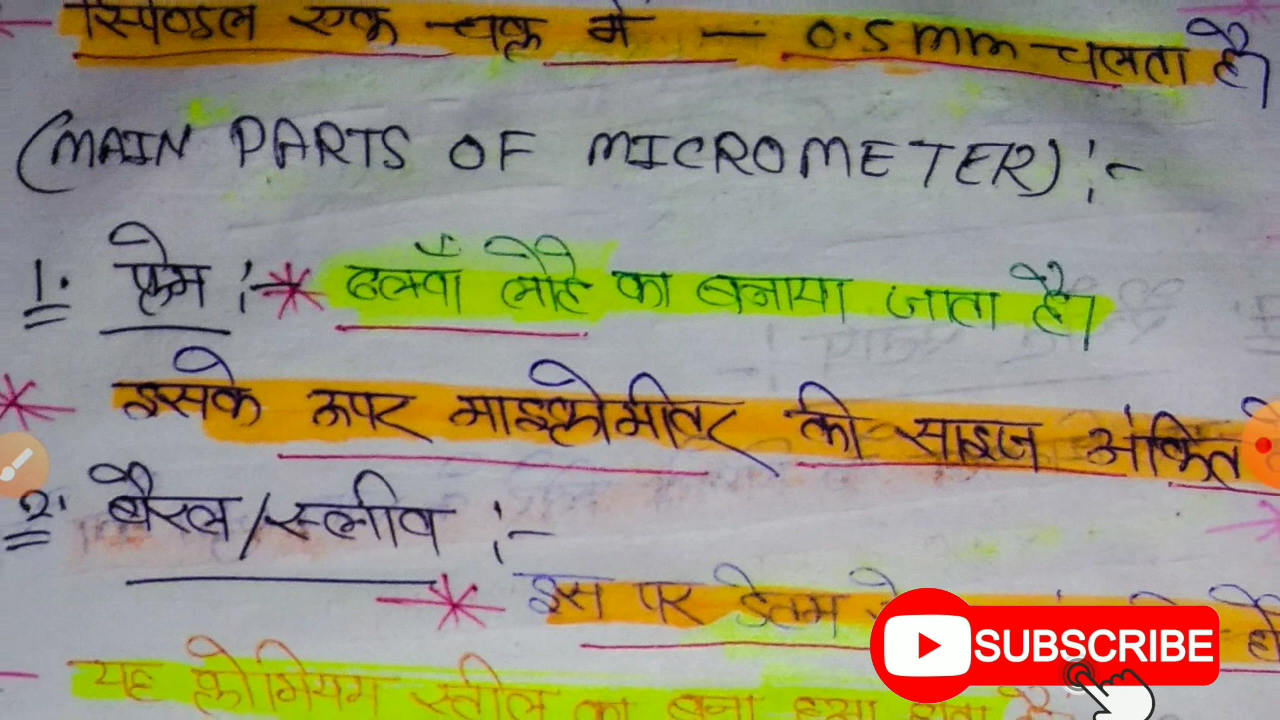 स्पिण्डल एक चक्र में — 0.5 mm चलता है।
(MAIN PARTS OF MICROMETER) :-
1. फ्रेम :-* ढलवाँ लोहे का बनाया जाता है।
* इसके ऊपर माइक्रोमीटर की साइज अंकित
2. बैरल/स्लीव :-
* इस पर डेटम
यह क्रोमियम स्टील का बना हुआ होता है
SUBSCRIBE